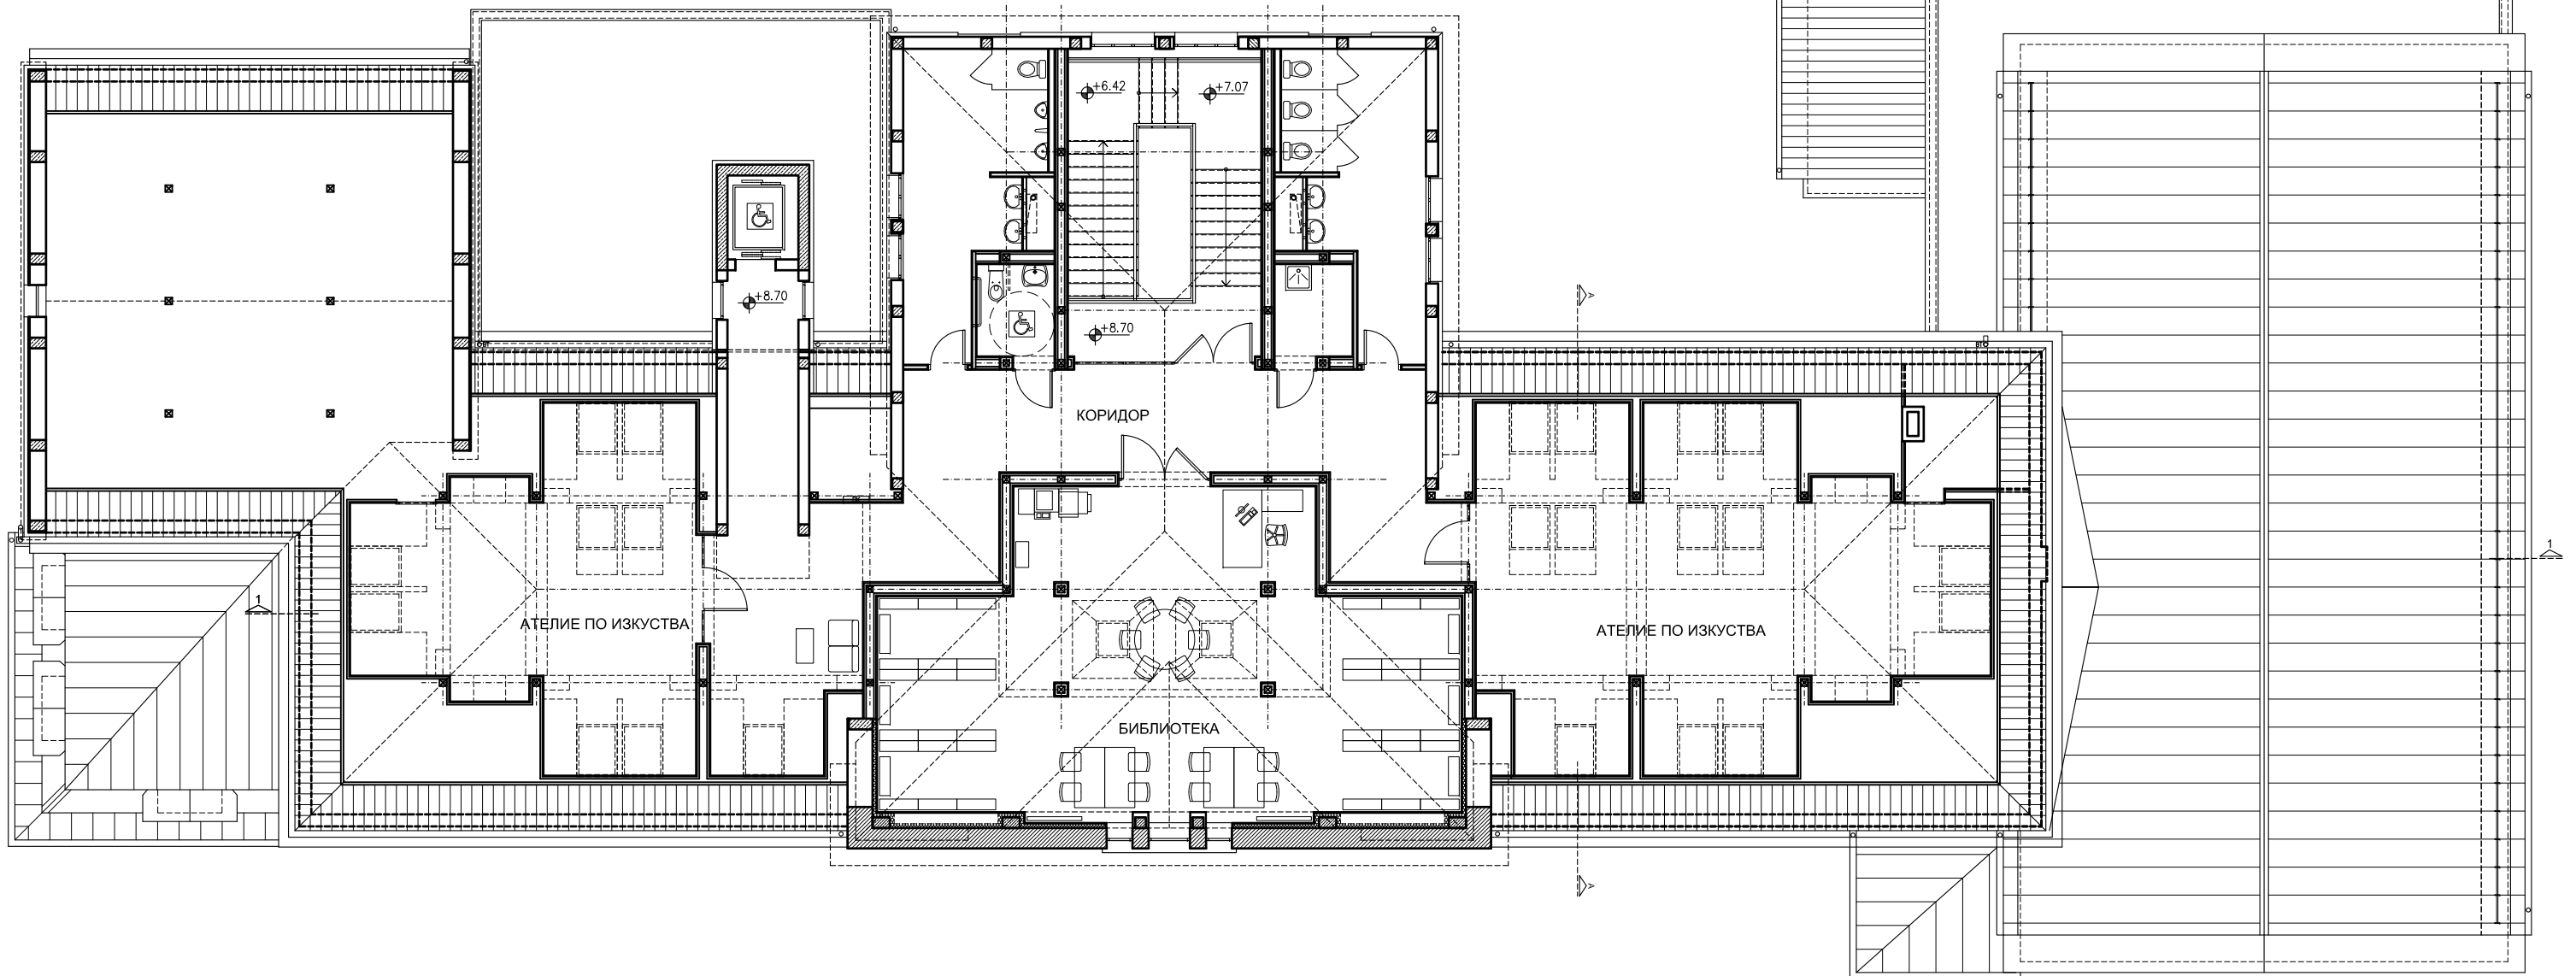 +6.42
+7.07
+8.70
+8.70
A
КОРИДОР
1
1
АТЕЛИЕ ПО ИЗКУСТВА
АТЕЛИЕ ПО ИЗКУСТВА
БИБЛИОТЕКА
A